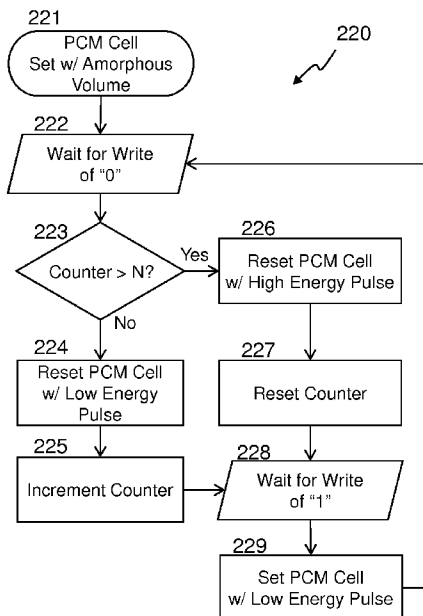 221
PCM Cell
Set w/ Amorphous
Volume
220
222
Wait for Write
of "0"
223
Counter > N?
Yes
No
226
Reset PCM Cell
w/ High Energy Pulse
224
Reset PCM Cell
w/ Low Energy
Pulse
227
Reset Counter
225
Increment Counter
228
Wait for Write
of "1"
229
Set PCM Cell
w/ Low Energy Pulse